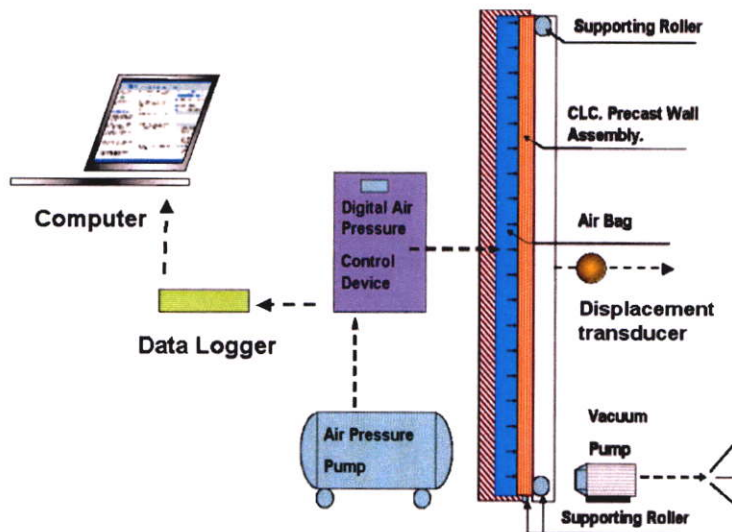 Supporting Roller
CLC. Precast Wall
Assembly.
Computer
Digital Air
Pressure
Control
Device
Air Bag
Data Logger
Displacement
transducer
Air Pressure
Pump
Vacuum
Pump
Supporting Roller